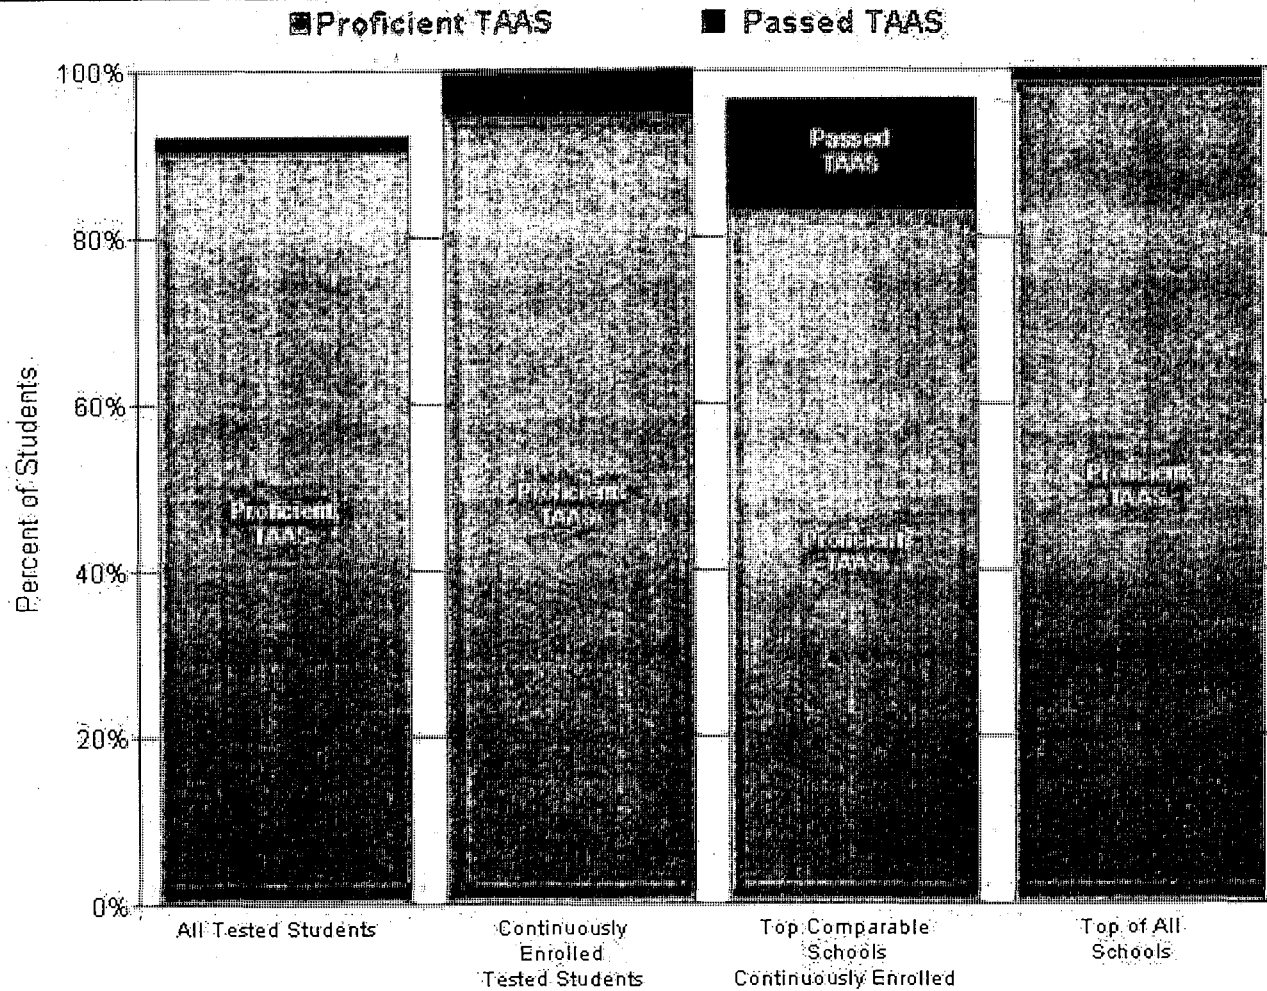 Proficient TAAS
Passed TAAS
100%
80%
60%
40%
20%
0%
Percent of Students
Passed
TAAS
Proficient
TAAS
Proficient
TAAS
Proficient
TAAS
Proficient
TAAS
All Tested Students
Continuously
Enrolled
Tested Students
Top Comparable
Schools
Continuously Enrolled
Top of All
Schools